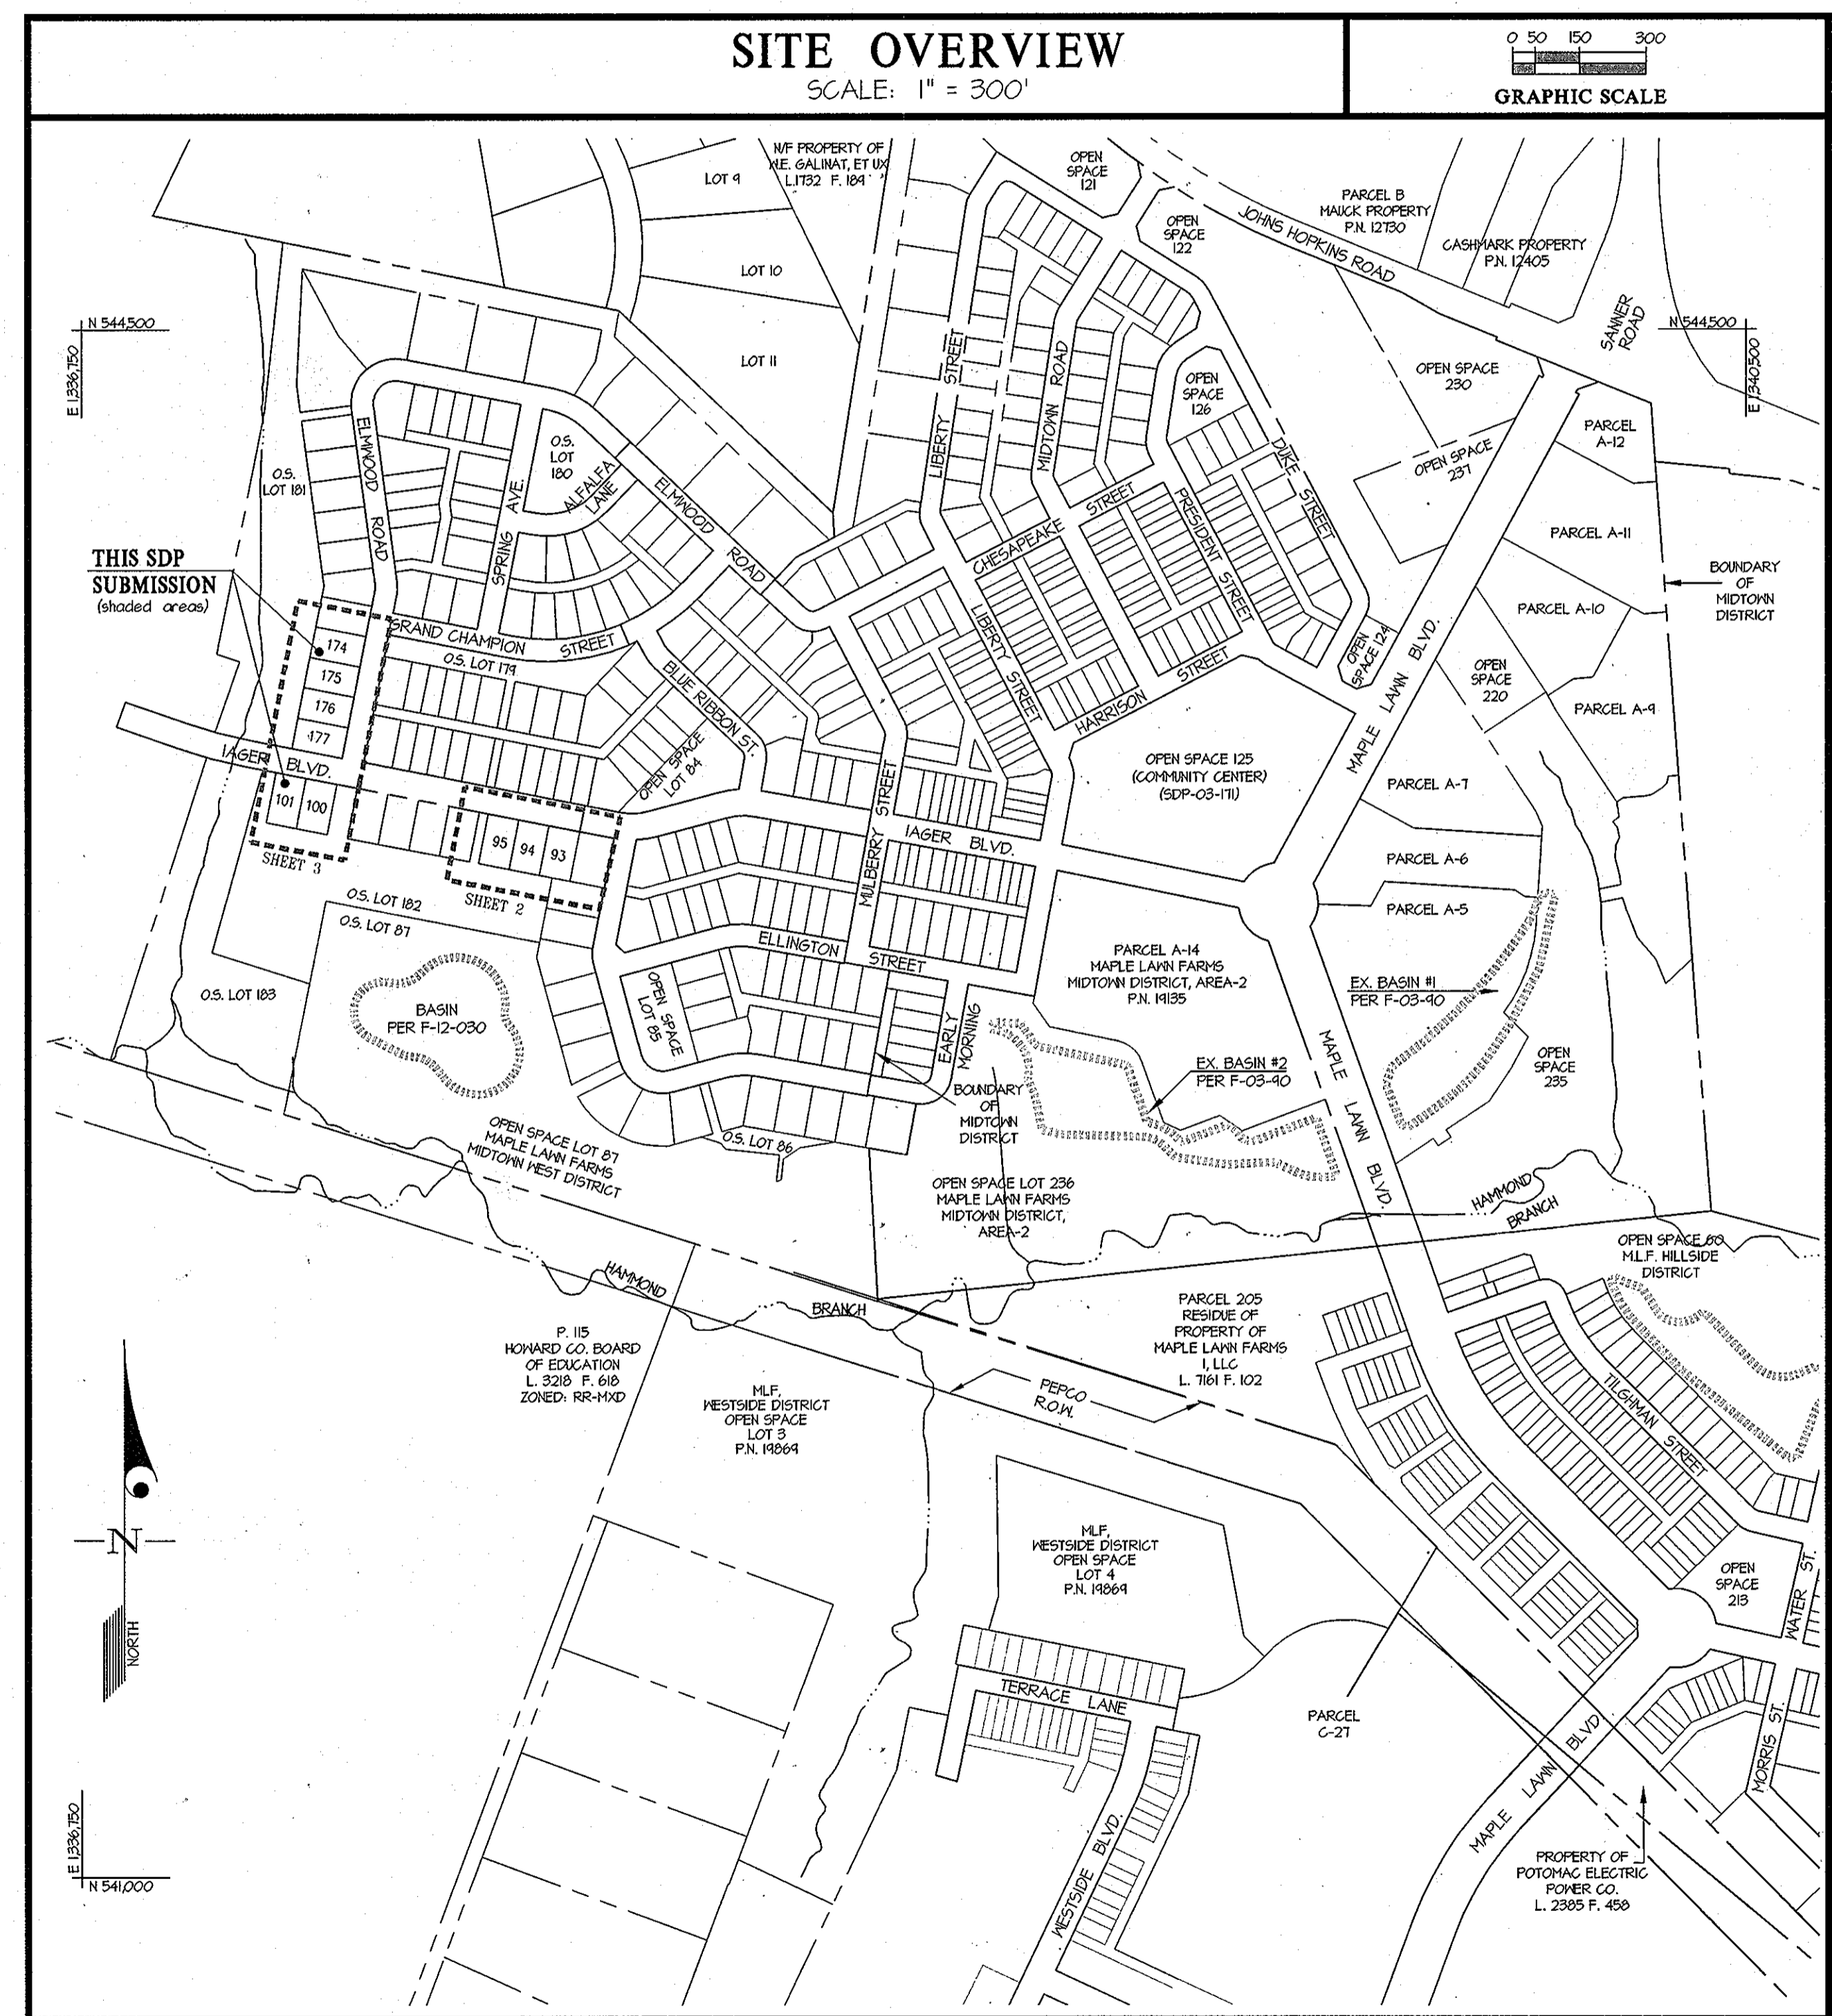 SITE OVERVIEW
SCALE: 1" = 300'
0 50 150 300
GRAPHIC SCALE
N/F PROPERTY OF
N.E. GALINAT, ET UX
L.1732 F. 189
LOT 9
LOT 10
LOT 11
OPEN
SPACE
121
OPEN
SPACE
122
JOHNS HOPKINS ROAD
PARCEL B
MAUCK PROPERTY
P.N. 12730
CASHMARK PROPERTY
P.N. 12405
SANNER
ROAD
N 544,500
E 1,336,750
N 544,500
E 1,340,500
LIBERTY STREET
MIDTOWN ROAD
OPEN
SPACE
126
DUKE STREET
OPEN SPACE
230
OPEN SPACE
237
PARCEL
A-12
PARCEL A-11
PARCEL A-10
BOUNDARY
OF
MIDTOWN
DISTRICT
OPEN
SPACE
220
PARCEL A-9
O.S.
LOT 181
ELMWOOD ROAD
SPRING AVE.
O.S.
LOT
180
ALFALFA
LANE
ELMWOOD ROAD
CHESAPEAKE STREET
PRESIDENT STREET
LIBERTY STREET
HARRISON STREET
OPEN
SPACE 124
MAPLE LAWN BLVD.
THIS SDP
SUBMISSION
(shaded areas)
GRAND CHAMPION STREET
O.S. LOT 179
BLUE RIBBON ST.
174
175
176
177
IAGER BLVD.
101 100
SHEET 3
OPEN SPACE
LOT 84
MULBERRY STREET
IAGER BLVD.
OPEN SPACE 125
(COMMUNITY CENTER)
(SDP-03-171)
PARCEL A-7
PARCEL A-6
PARCEL A-5
95 94 93
SHEET 2
O.S. LOT 182
O.S. LOT 87
O.S. LOT 183
BASIN
PER F-12-030
ELLINGTON STREET
OPEN SPACE
LOT 85
EARLY
MORNING
PARCEL A-14
MAPLE LAWN FARMS
MIDTOWN DISTRICT, AREA-2
P.N. 19135
EX. BASIN #1
PER F-03-90
EX. BASIN #2
PER F-03-90
OPEN
SPACE
235
MAPLE LAWN BLVD.
BOUNDARY
OF
MIDTOWN
DISTRICT
O.S. LOT 86
OPEN SPACE LOT 87
MAPLE LAWN FARMS
MIDTOWN WEST DISTRICT
OPEN SPACE LOT 236
MAPLE LAWN FARMS
MIDTOWN DISTRICT,
AREA-2
HAMMOND
BRANCH
OPEN SPACE 60
M.L.F. HILLSIDE
DISTRICT
HAMMOND
BRANCH
PARCEL 205
RESIDUE OF
PROPERTY OF
MAPLE LAWN FARMS
I, LLC
L. 7161 F. 102
P. 115
HOWARD CO. BOARD
OF EDUCATION
L. 3218 F. 618
ZONED: RR-MXD
MLF,
WESTSIDE DISTRICT
OPEN SPACE
LOT 3
P.N. 19869
PEPCO
R.O.W.
TILGHMAN STREET
N
NORTH
MLF,
WESTSIDE DISTRICT
OPEN SPACE
LOT 4
P.N. 19869
OPEN
SPACE
213
WATER ST.
TERRACE LANE
PARCEL
C-27
MAPLE LAWN BLVD
MORRIS ST.
WESTSIDE BLVD.
E 1,336,750
N 541,000
PROPERTY OF
POTOMAC ELECTRIC
POWER CO.
L. 2385 F. 458